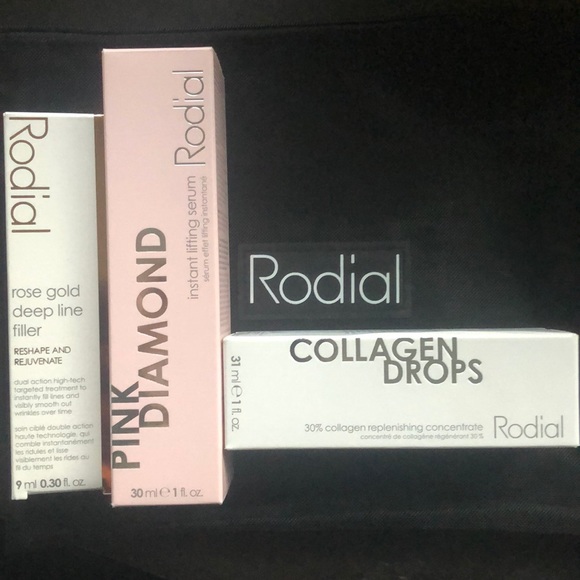 Rodial
rose gold
deep line
filler
RESHAPE AND
REJUVENATE
dual action high-tech
targeted treatment to
instantly fill lines and
visibly smooth out
wrinkles over time
soin ciblé double action
haute technologie, qui
comble instantanément
les ridules et lisse
visiblement les rides au
fil du temps
9 ml 0.30 fl. oz.
PINK
DIAMOND
instant lifting serum
sérum effet lifting instantané
Rodial
30 ml ℮ 1 fl. oz.
Rodial
COLLAGEN
DROPS
31 ml ℮ 1 fl. oz.
30% collagen replenishing concentrate
concentré de collagène régénérant 30%
Rodial